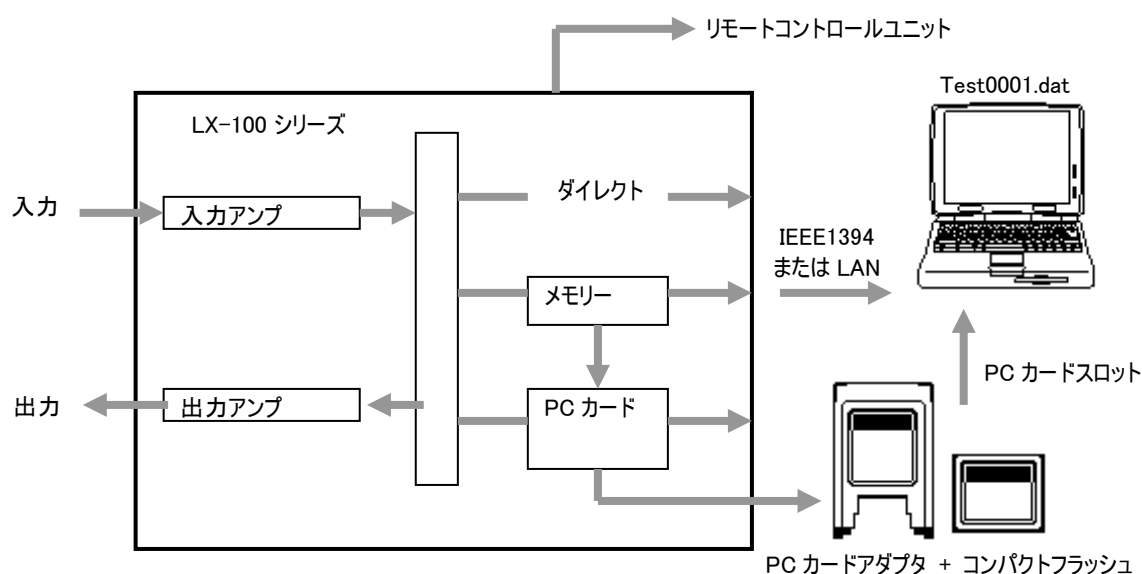 リモートコントロールユニット
Test0001.dat
LX-100 シリーズ
入力
入力アンプ
ダイレクト
IEEE1394
または LAN
メモリー
出力
出力アンプ
PC カード
PC カードスロット
PC カードアダプタ + コンパクトフラッシュ